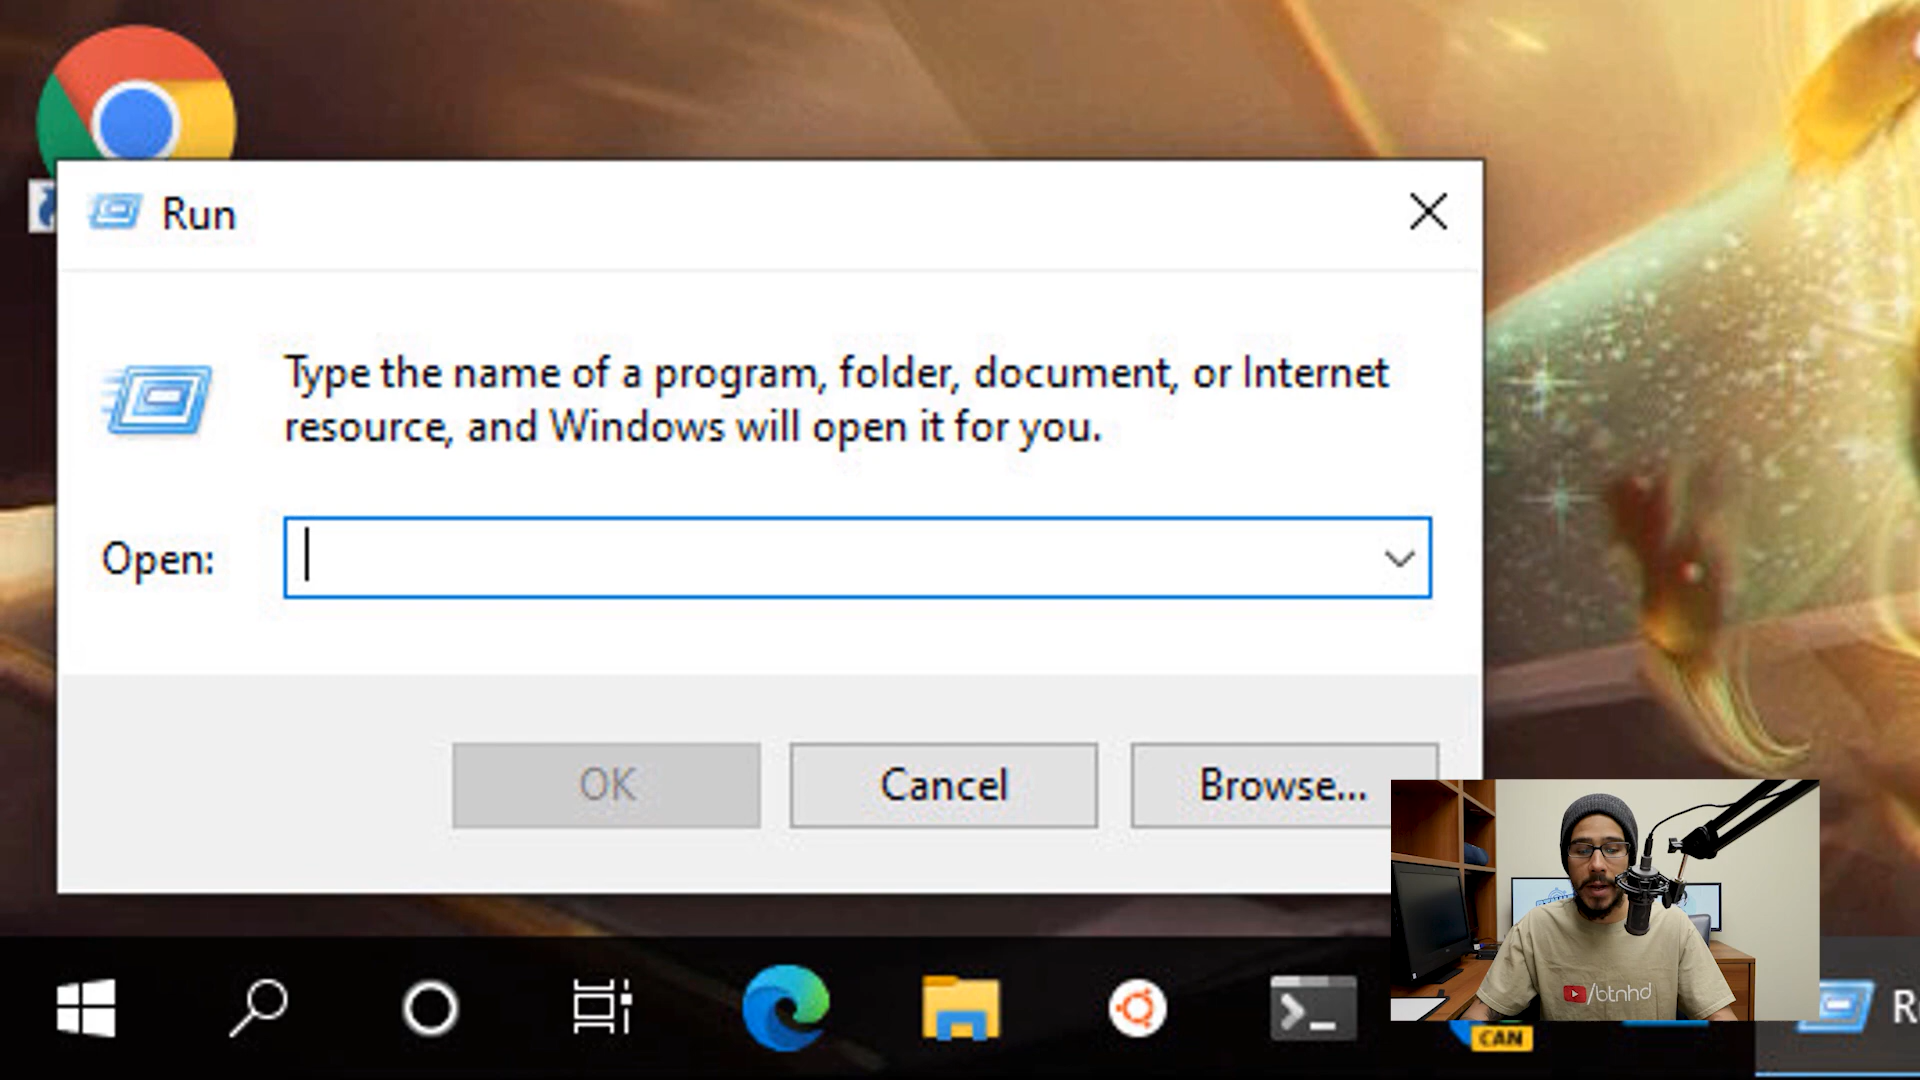 Run
Type the name of a program, folder, document, or Internet
resource, and Windows will open it for you.
Open:
OK
Cancel
Browse...
/btnhd
CAN
R